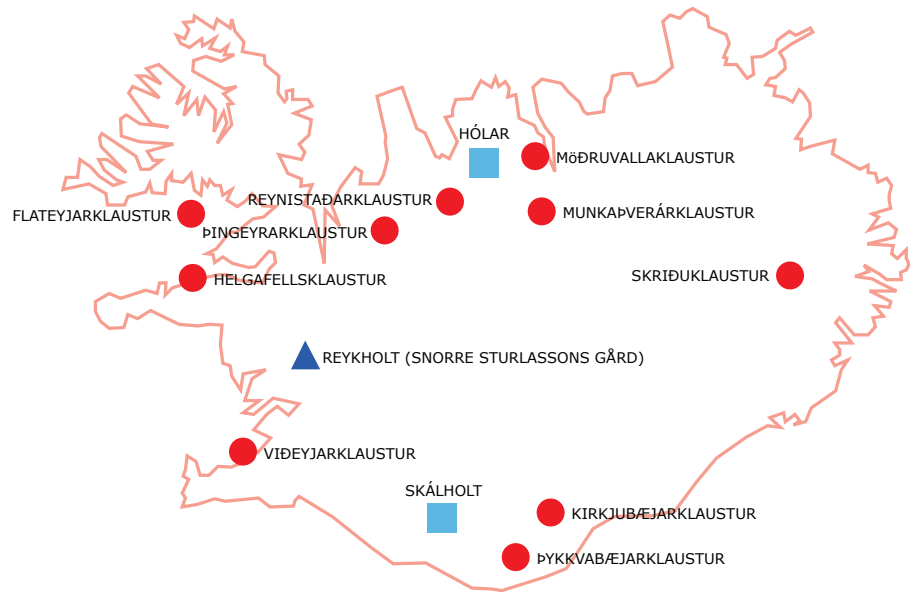 HÓLAR
MöÐRUVALLAKLAUSTUR
REYNISTAÐARKLAUSTUR
FLATEYJARKLAUSTUR
MUNKAÞVERÁRKLAUSTUR
ÞINGEYRARKLAUSTUR
HELGAFELLSKLAUSTUR
SKRIÐUKLAUSTUR
REYKHOLT (SNORRE STURLASSONS GÅRD)
VIÐEYJARKLAUSTUR
SKÁLHOLT
KIRKJUBÆJARKLAUSTUR
ÞYKKVABÆJARKLAUSTUR